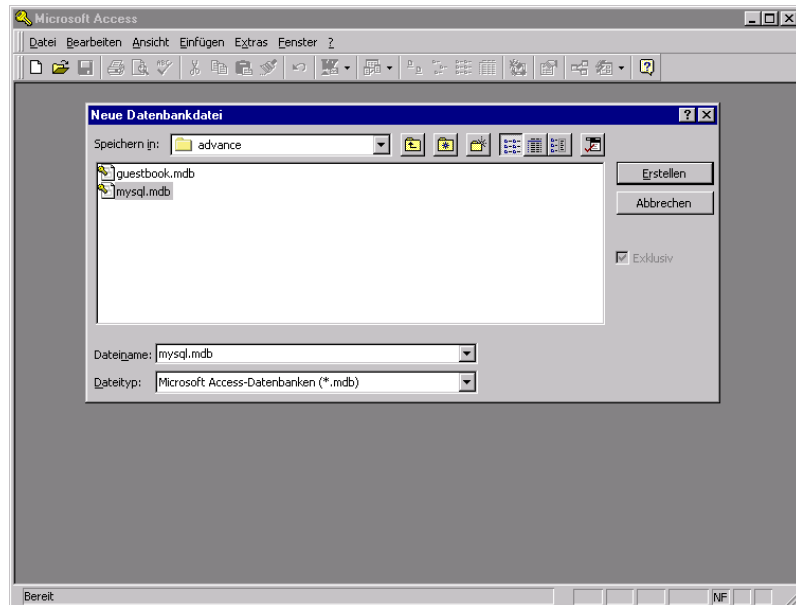 Microsoft Access
Datei Bearbeiten Ansicht Einfügen Extras Fenster ?
Neue Datenbankdatei
Speichern in: advance
guestbook.mdb
mysql.mdb
Erstellen
Abbrechen
Exklusiv
Dateiname: mysql.mdb
Dateityp: Microsoft Access-Datenbanken (*.mdb)
Bereit NF